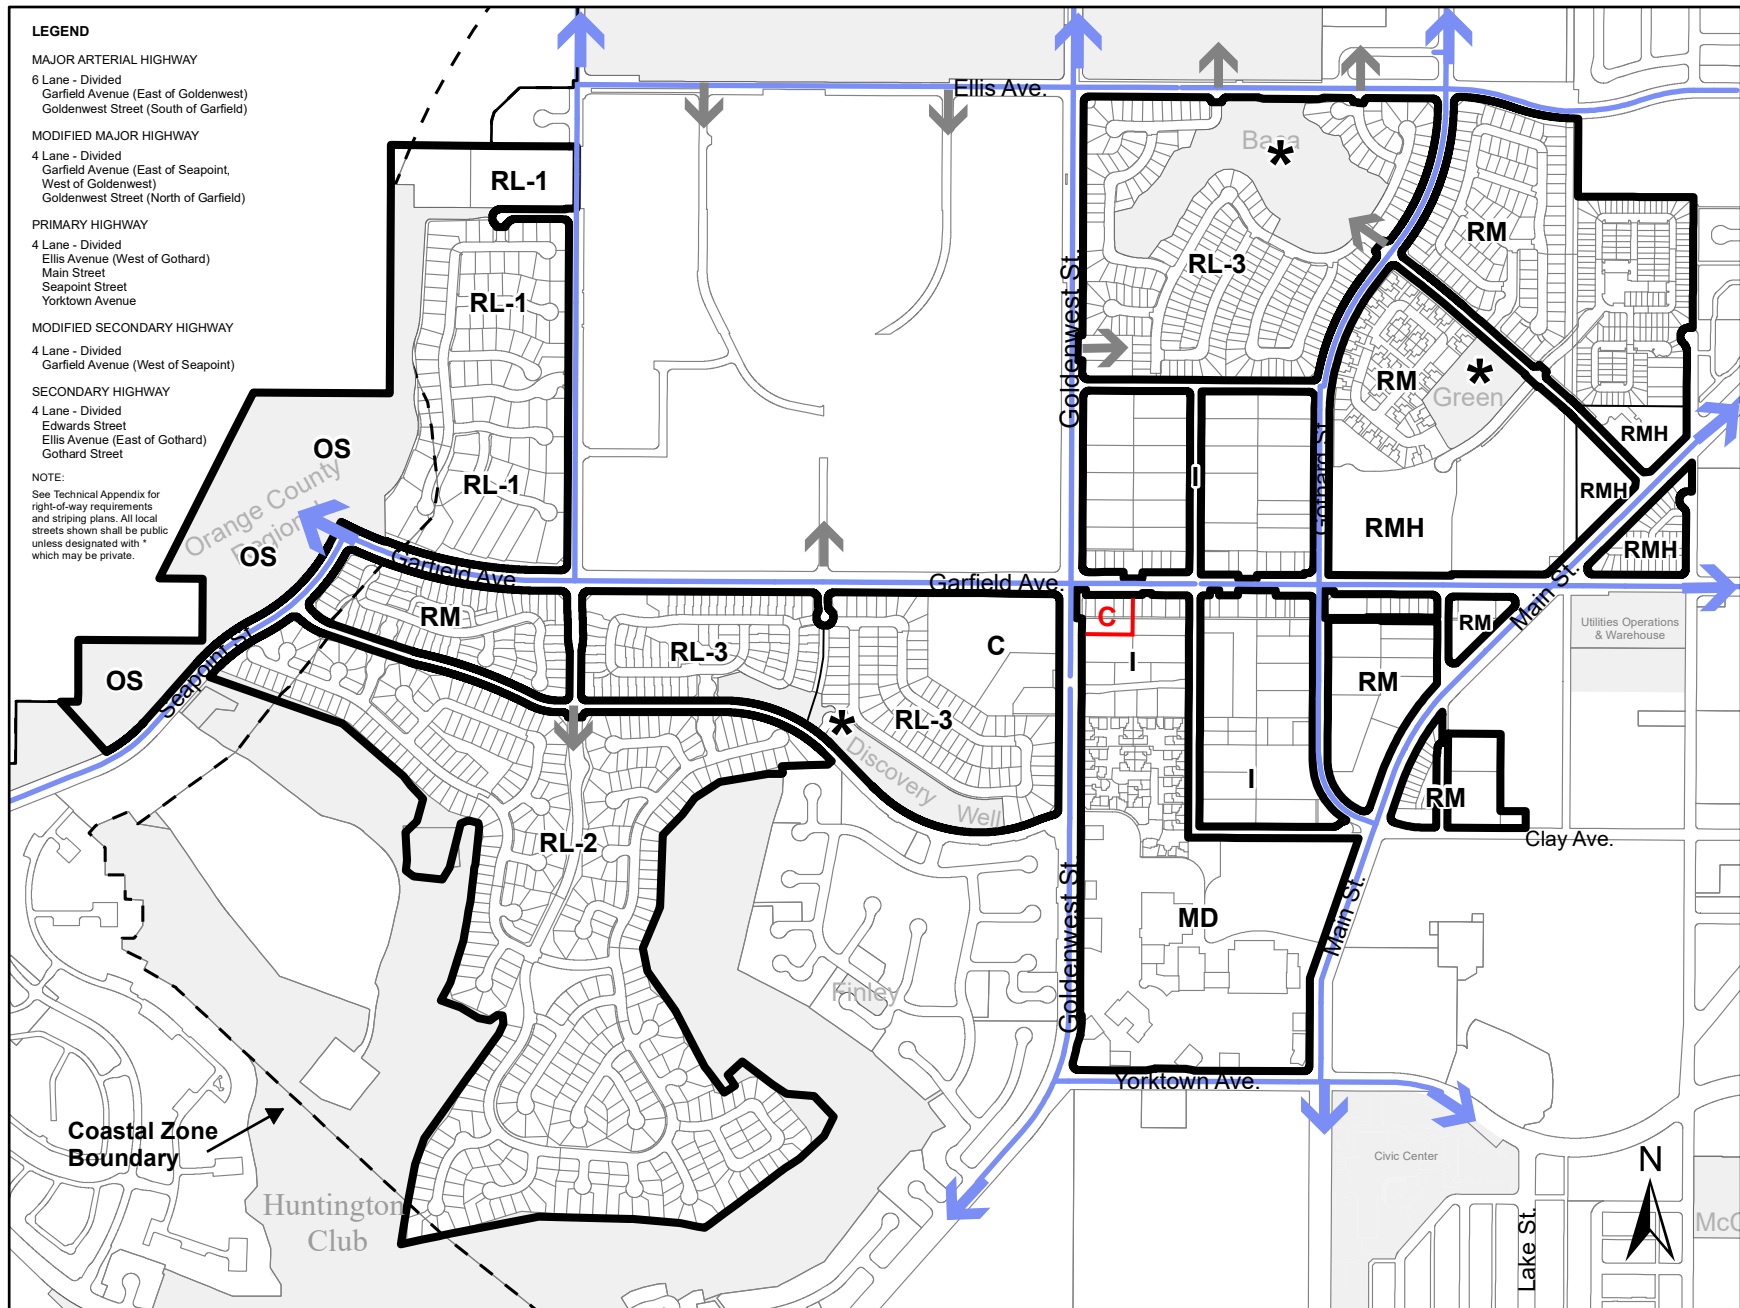 LEGEND
MAJOR ARTERIAL HIGHWAY
6 Lane - Divided
Garfield Avenue (East of Goldenwest)
Goldenwest Street (South of Garfield)
MODIFIED MAJOR HIGHWAY
4 Lane - Divided
Garfield Avenue (East of Seapoint,
West of Goldenwest)
Goldenwest Street (North of Garfield)
PRIMARY HIGHWAY
4 Lane - Divided
Ellis Avenue (West of Gothard)
Main Street
Seapoint Street
Yorktown Avenue
MODIFIED SECONDARY HIGHWAY
4 Lane - Divided
Garfield Avenue (West of Seapoint)
SECONDARY HIGHWAY
4 Lane - Divided
Edwards Street
Ellis Avenue (East of Gothard)
Gothard Street
NOTE:
See Technical Appendix for
right-of-way requirements
and striping plans. All local
streets shown shall be public
unless designated with *
which may be private.
Ellis Ave.
Baca
*
RL-1
RM
RL-3
Goldenwest St.
RL-1
RM
*
Green
RMH
OS
RL-1
I
Gothard St.
RMH
Orange County
Regional
RMH
OS
RMH
Garfield Ave.
Garfield Ave.
Main St.
RM
C
RM
Utilities Operations
& Warehouse
RL-3
C
I
OS
Seapoint St.
RM
RL-3
*
Discovery
Well
I
RM
RL-2
Clay Ave.
Goldenwest St.
MD
Main St.
Finley
Yorktown Ave.
Coastal Zone
Boundary
Civic Center
N
Huntington
Club
Lake St.
McC